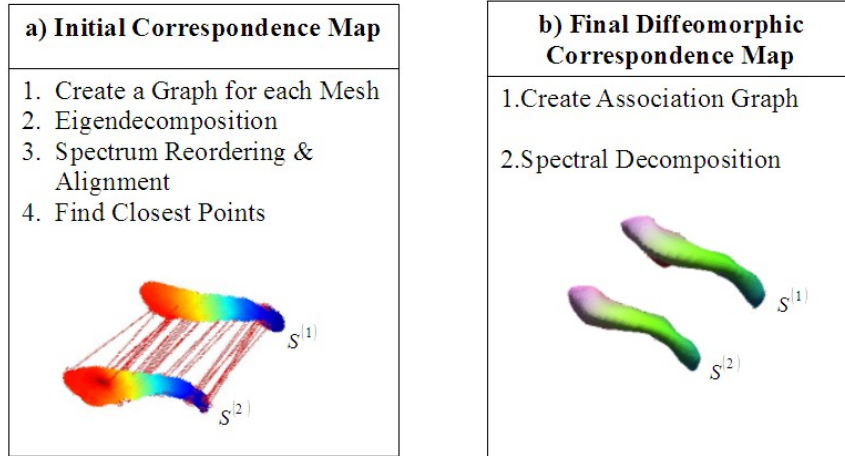 a) Initial Correspondence Map
1. Create a Graph for each Mesh
2. Eigendecomposition
3. Spectrum Reordering &
Alignment
4. Find Closest Points
S(1)
S(2)
b) Final Diffeomorphic
Correspondence Map
1.Create Association Graph
2.Spectral Decomposition
S(1)
S(2)